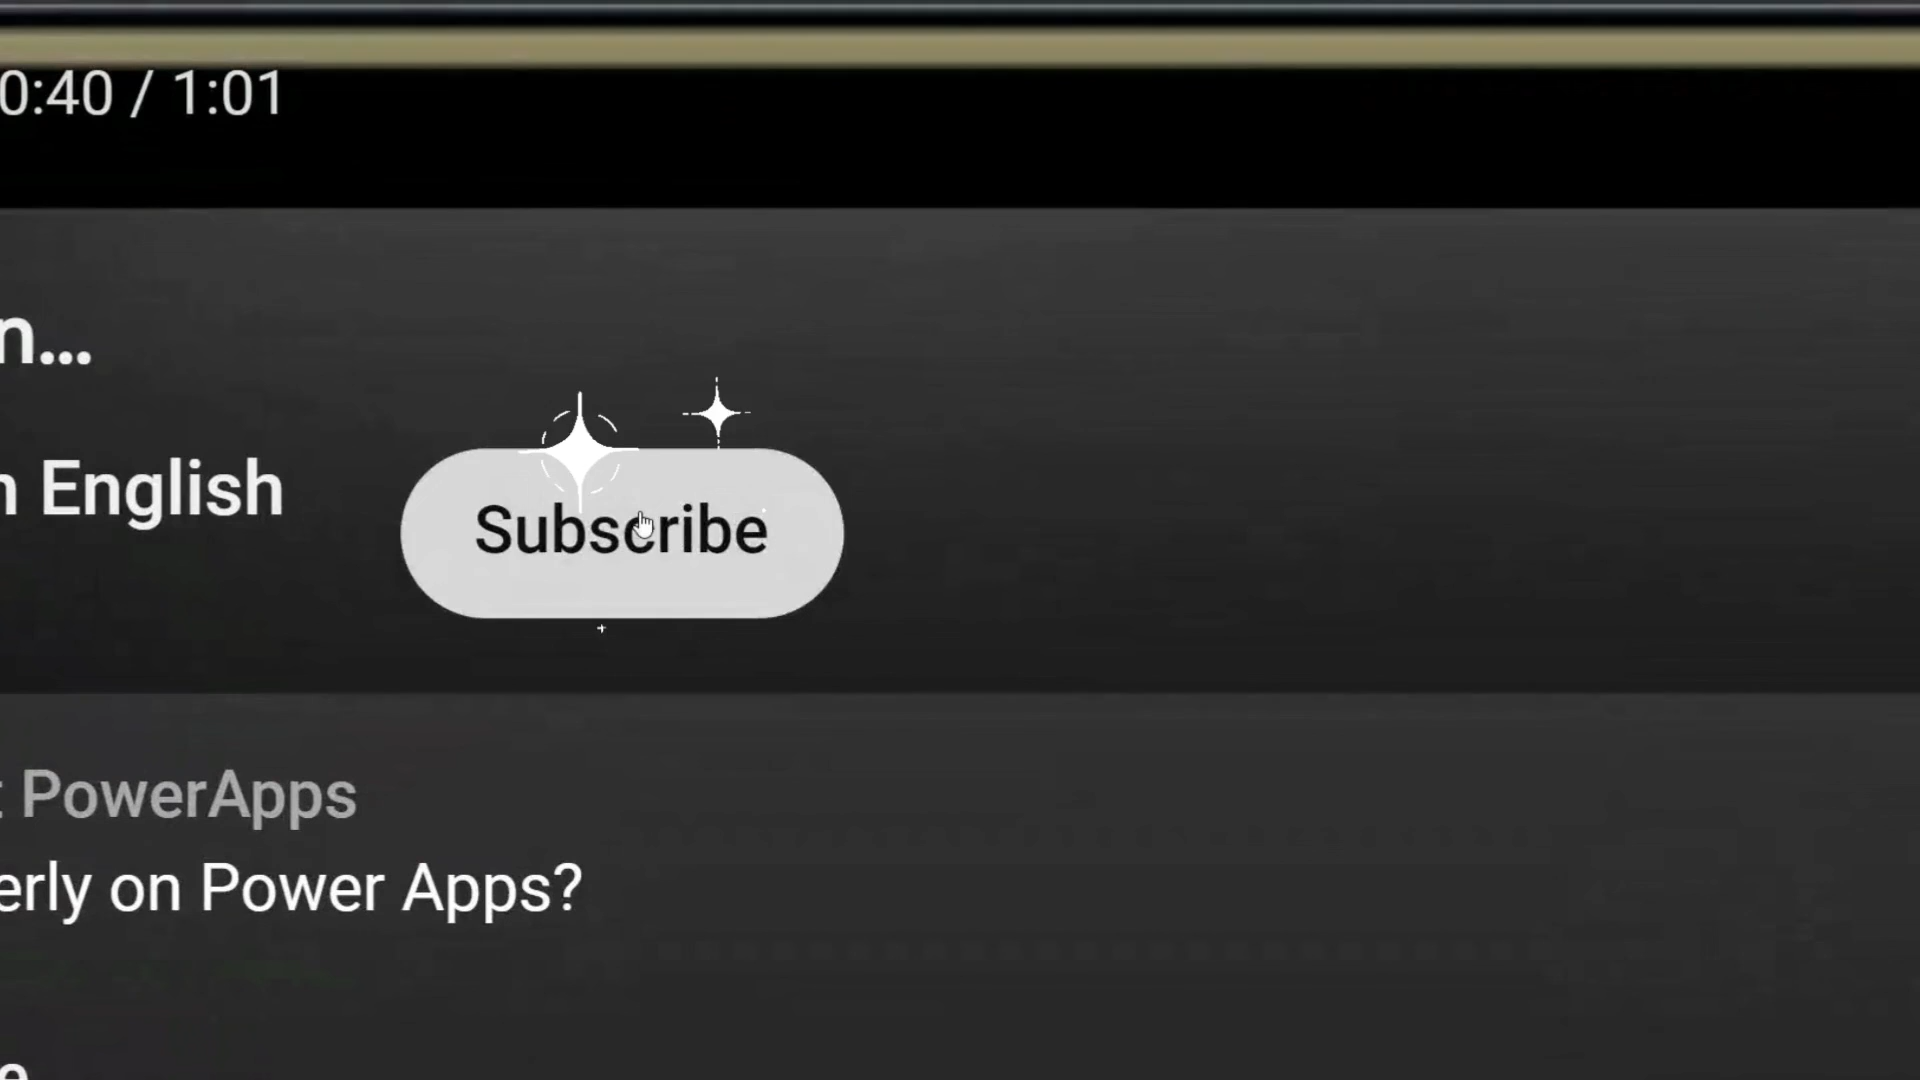 0:40 / 1:01
n...
n English
Subscribe
PowerApps
erly on Power Apps?
e